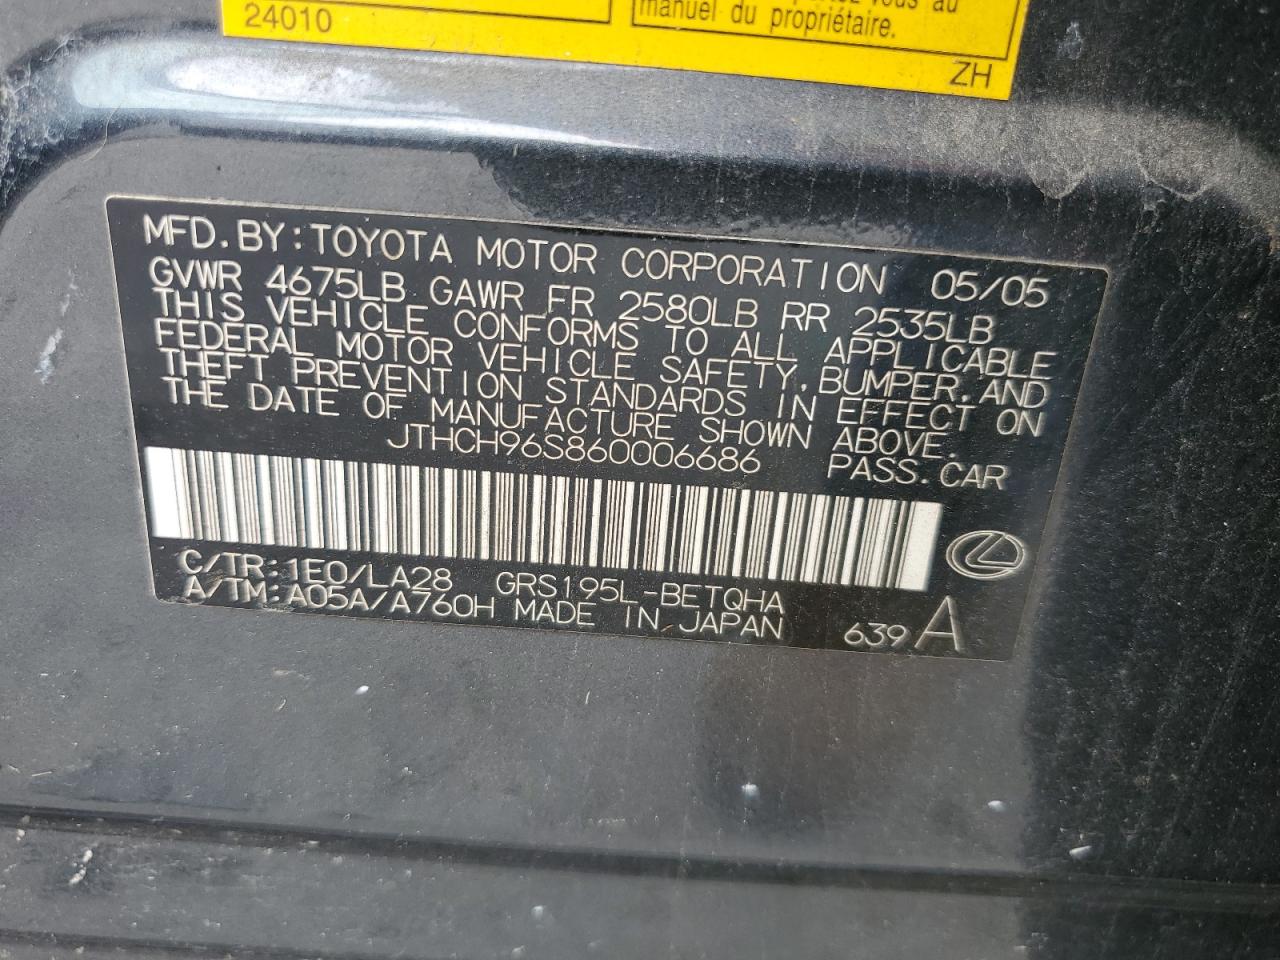 24010
manuel du propriétaire.
ZH
MFD.BY:TOYOTA MOTOR CORPORATION 05/05
GVWR 4675LB GAWR FR 2580LB RR 2535LB
THIS VEHICLE CONFORMS TO ALL APPLICABLE
FEDERAL MOTOR VEHICLE SAFETY,BUMPER,AND
THEFT PREVENTION STANDARDS IN EFFECT ON
THE DATE OF MANUFACTURE SHOWN ABOVE.
JTHCH96S860006686 PASS.CAR
C/TR:1E0/LA28 GRS195L-BETQHA
A/TM:A05A/A760H MADE IN JAPAN 639 A